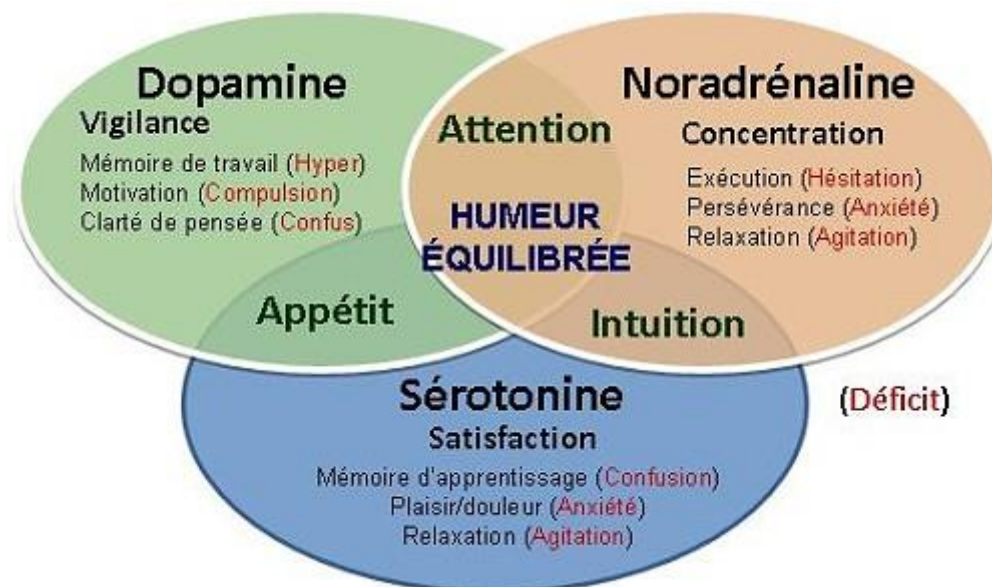 Dopamine
Vigilance
Mémoire de travail (Hyper)
Motivation (Compulsion)
Clarté de pensée (Confus)
Noradrénaline
Concentration
Exécution (Hésitation)
Persévérance (Anxiété)
Relaxation (Agitation)
Attention
HUMEUR
ÉQUILIBRÉE
Appétit
Intuition
Sérotonine
Satisfaction
Mémoire d'apprentissage (Confusion)
Plaisir/douleur (Anxiété)
Relaxation (Agitation)
(Déficit)